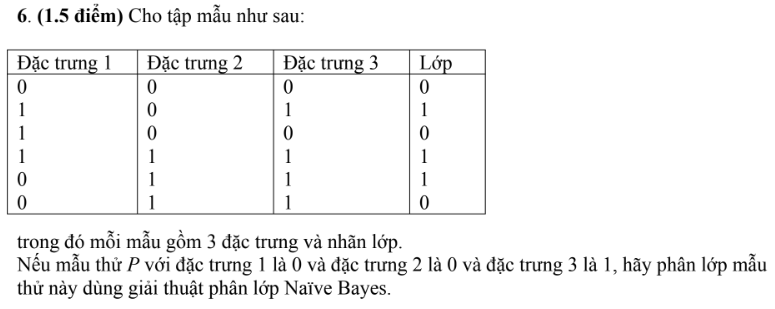 6. (1.5 điểm) Cho tập mẫu như sau:
Đặc trưng 1 Đặc trưng 2 Đặc trưng 3 Lớp
0 0 0 0
1 0 1 1
1 0 0 0
1 1 1 1
0 1 1 1
0 1 1 0
trong đó mỗi mẫu gồm 3 đặc trưng và nhãn lớp.
Nếu mẫu thử P với đặc trưng 1 là 0 và đặc trưng 2 là 0 và đặc trưng 3 là 1, hãy phân lớp mẫu
thử này dùng giải thuật phân lớp Naïve Bayes.